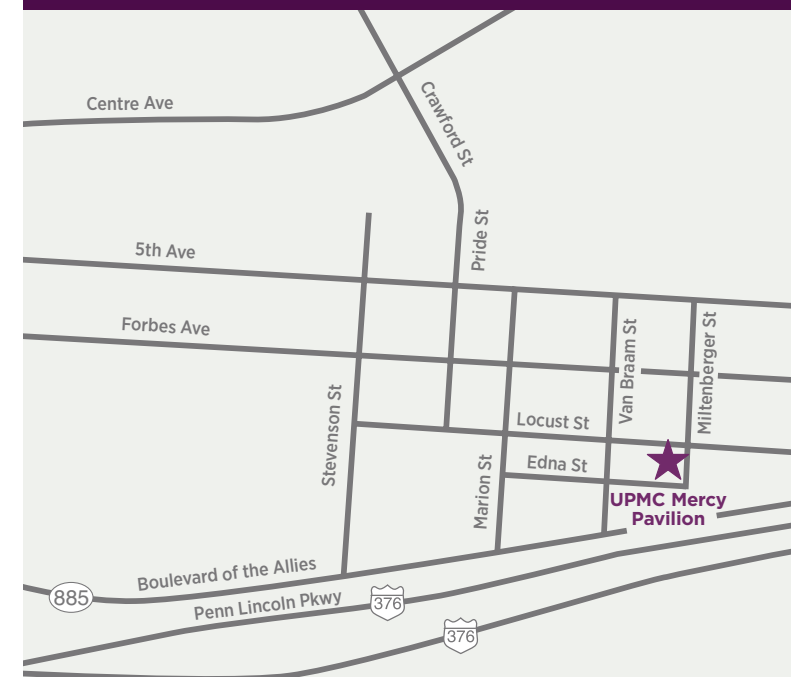 Centre Ave
Crawford St
Pride St
5th Ave
Forbes Ave
Van Braam St
Miltenberger St
Stevenson St
Locust St
Marion St
Edna St
UPMC Mercy
Pavilion
Boulevard of the Allies
885
Penn Lincoln Pkwy
376
376